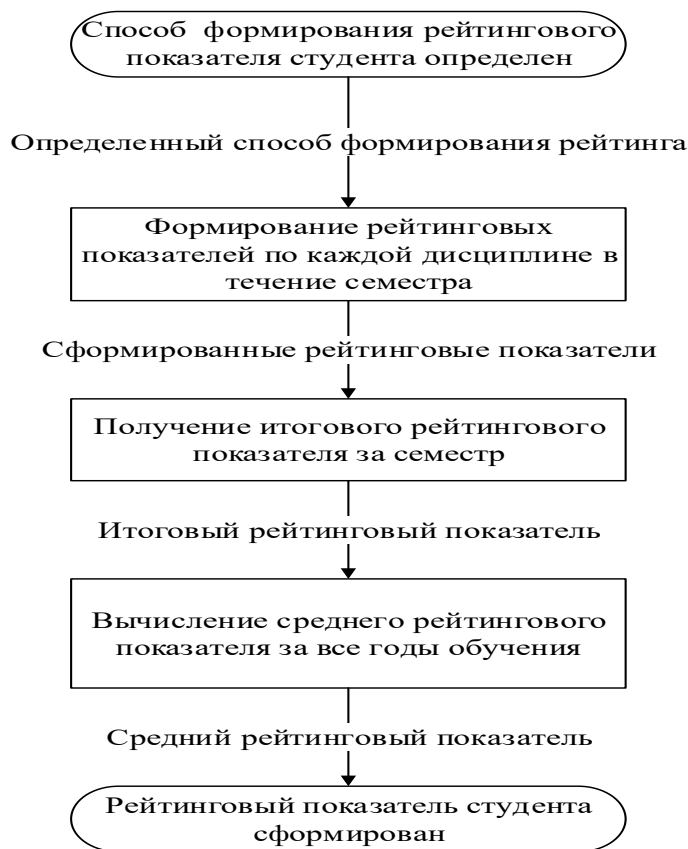 Способ  формирования рейтингового
показателя студента определен
Определенный способ формирования рейтинга
Формирование рейтинговых
показателей по каждой дисциплине в
течение семестра
Сформированные рейтинговые показатели
Получение итогового рейтингового
показателя за семестр
Итоговый рейтинговый показатель
Вычисление среднего рейтингового
показателя за все годы обучения
Средний рейтинговый показатель
Рейтинговый показатель студента
сформирован